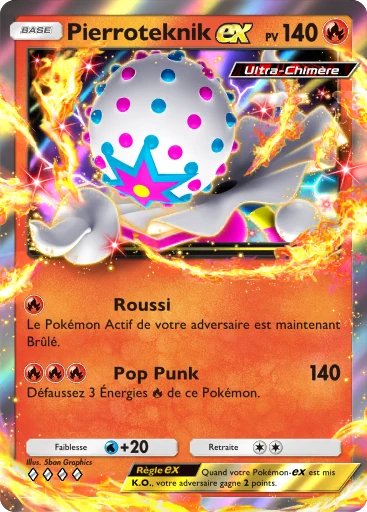 BASE Pierroteknik ex PV 140
Ultra-Chimère
Roussi
Le Pokémon Actif de votre adversaire est maintenant
Brûlé.
Pop Punk 140
Défaussez 3 Énergies de ce Pokémon.
Faiblesse +20 Retraite
Illus. 5ban Graphics
Règle ex Quand votre Pokémon-ex est mis
K.O., votre adversaire gagne 2 points.